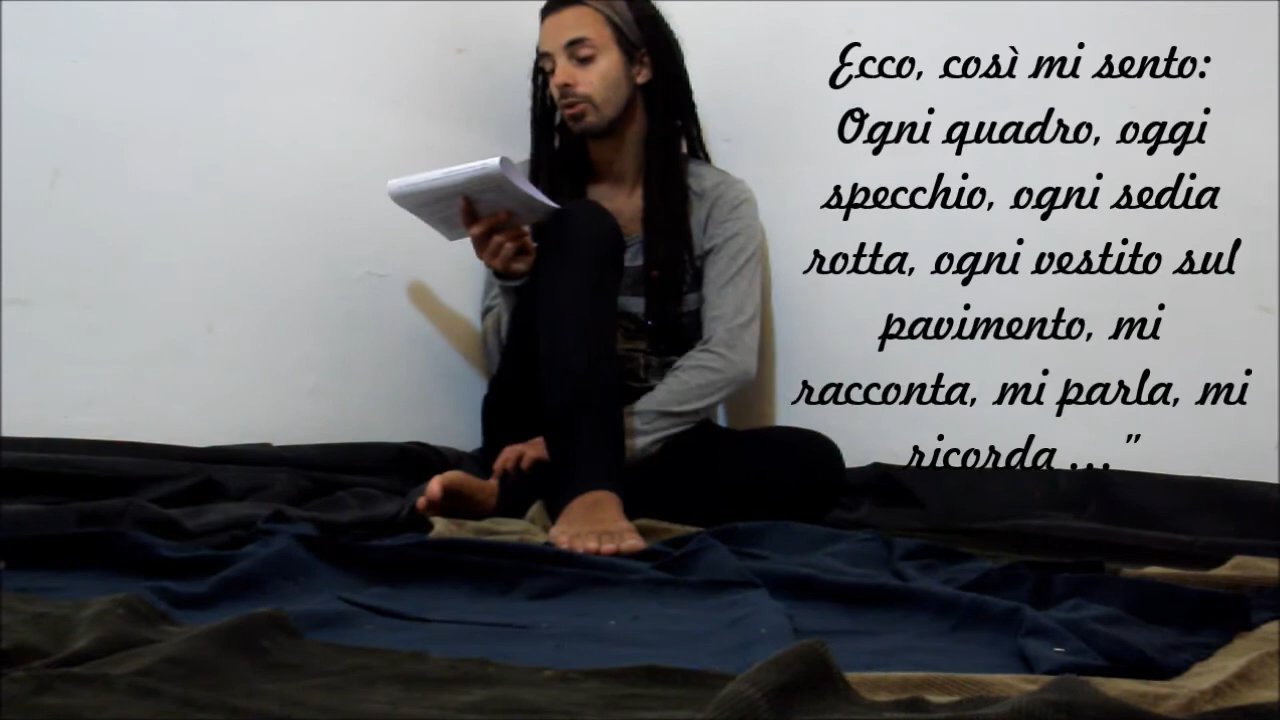 Ecco, così mi sento:
Ogni quadro, oggi
specchio, ogni sedia
rotta, ogni vestito sul
pavimento, mi
racconta, mi parla, mi
ricorda ..."